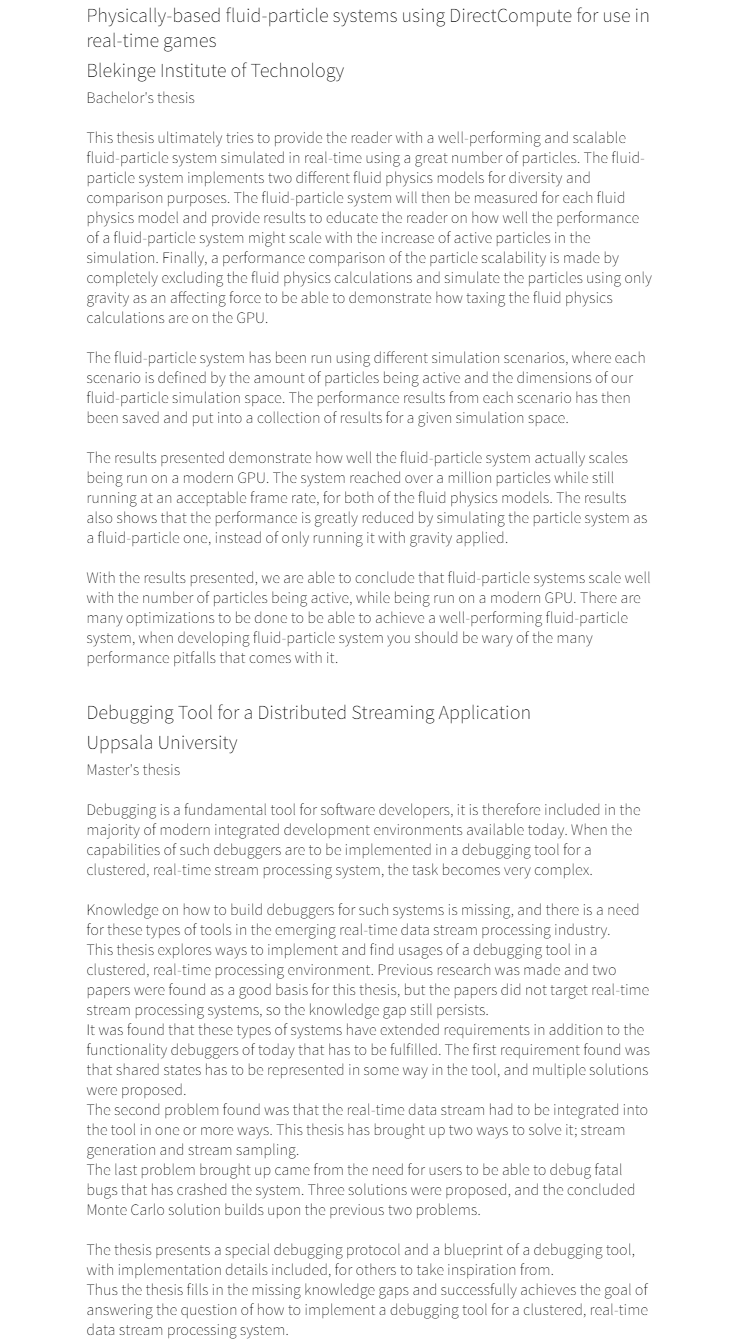 Physically-based fluid-particle systems using DirectCompute for use in
real-time games
Blekinge Institute of Technology
Bachelor's thesis
This thesis ultimately tries to provide the reader with a well-performing and scalable
fluid-particle system simulated in real-time using a great number of particles. The fluid-
particle system implements two different fluid physics models for diversity and
comparison purposes. The fluid-particle system will then be measured for each fluid
physics model and provide results to educate the reader on how well the performance
of a fluid-particle system might scale with the increase of active particles in the
simulation. Finally, a performance comparison of the particle scalability is made by
completely excluding the fluid physics calculations and simulate the particles using only
gravity as an affecting force to be able to demonstrate how taxing the fluid physics
calculations are on the GPU.
The fluid-particle system has been run using different simulation scenarios, where each
scenario is defined by the amount of particles being active and the dimensions of our
fluid-particle simulation space. The performance results from each scenario has then
been saved and put into a collection of results for a given simulation space.
The results presented demonstrate how well the fluid-particle system actually scales
being run on a modern GPU. The system reached over a million particles while still
running at an acceptable frame rate, for both of the fluid physics models. The results
also shows that the performance is greatly reduced by simulating the particle system as
a fluid-particle one, instead of only running it with gravity applied.
With the results presented, we are able to conclude that fluid-particle systems scale well
with the number of particles being active, while being run on a modern GPU. There are
many optimizations to be done to be able to achieve a well-performing fluid-particle
system, when developing fluid-particle system you should be wary of the many
performance pitfalls that comes with it.
Debugging Tool for a Distributed Streaming Application
Uppsala University
Master's thesis
Debugging is a fundamental tool for software developers, it is therefore included in the
majority of modern integrated development environments available today. When the
capabilities of such debuggers are to be implemented in a debugging tool for a
clustered, real-time stream processing system, the task becomes very complex.
Knowledge on how to build debuggers for such systems is missing, and there is a need
for these types of tools in the emerging real-time data stream processing industry.
This thesis explores ways to implement and find usages of a debugging tool in a
clustered, real-time processing environment. Previous research was made and two
papers were found as a good basis for this thesis, but the papers did not target real-time
stream processing systems, so the knowledge gap still persists.
It was found that these types of systems have extended requirements in addition to the
functionality debuggers of today that has to be fulfilled. The first requirement found was
that shared states has to be represented in some way in the tool, and multiple solutions
were proposed.
The second problem found was that the real-time data stream had to be integrated into
the tool in one or more ways. This thesis has brought up two ways to solve it; stream
generation and stream sampling.
The last problem brought up came from the need for users to be able to debug fatal
bugs that has crashed the system. Three solutions were proposed, and the concluded
Monte Carlo solution builds upon the previous two problems.
The thesis presents a special debugging protocol and a blueprint of a debugging tool,
with implementation details included, for others to take inspiration from.
Thus the thesis fills in the missing knowledge gaps and successfully achieves the goal of
answering the question of how to implement a debugging tool for a clustered, real-time
data stream processing system.